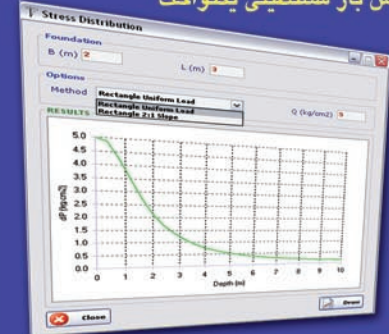 بار مستطیلی یکنواخت
Stress Distribution
Foundation
B (m) 2
L (m) 3
Options
Method Rectangle Uniform Load
Q (kg/cm2) 5
Rectangle Uniform Load
Rectangle 2:1 Slope
RESULTS
dP (kg/cm2)
5.0
4.5
4.0
3.5
3.0
2.5
2.0
1.5
1.0
0.5
0.0
0 1 2 3 4 5 6 7 8 9 10
Depth (m)
Close